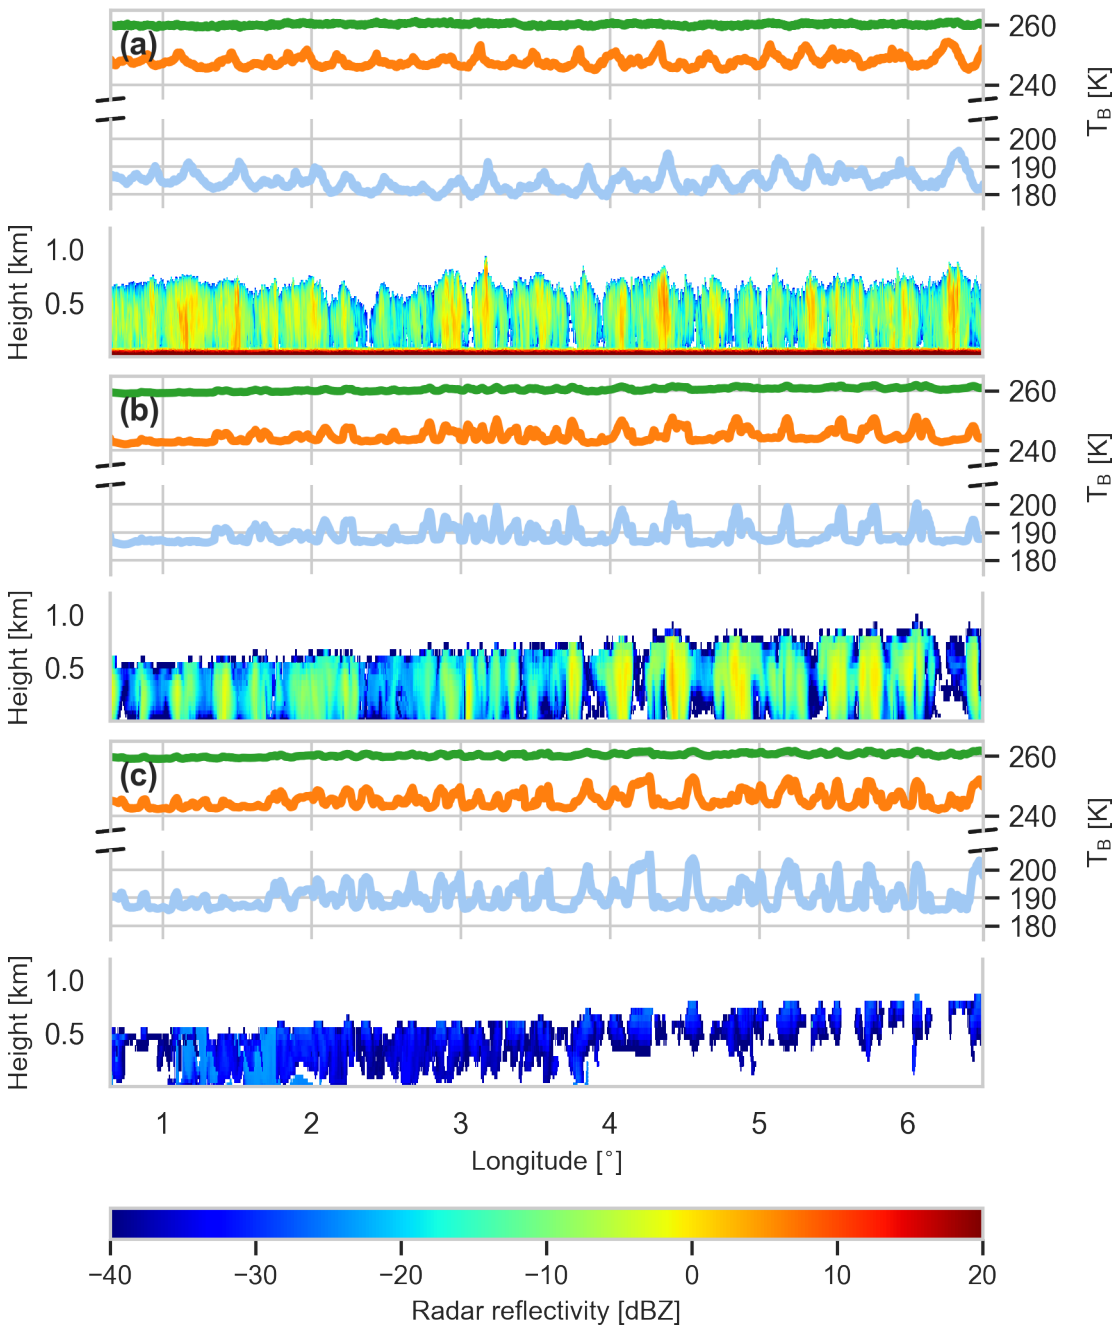 (a)
260
240
T_B [K]
200
190
180
Height [km]
1.0
0.5
(b)
260
240
T_B [K]
200
190
180
Height [km]
1.0
0.5
(c)
260
240
T_B [K]
200
190
180
Height [km]
1.0
0.5
1 2 3 4 5 6
Longitude [°]
−40 −30 −20 −10 0 10 20
Radar reflectivity [dBZ]